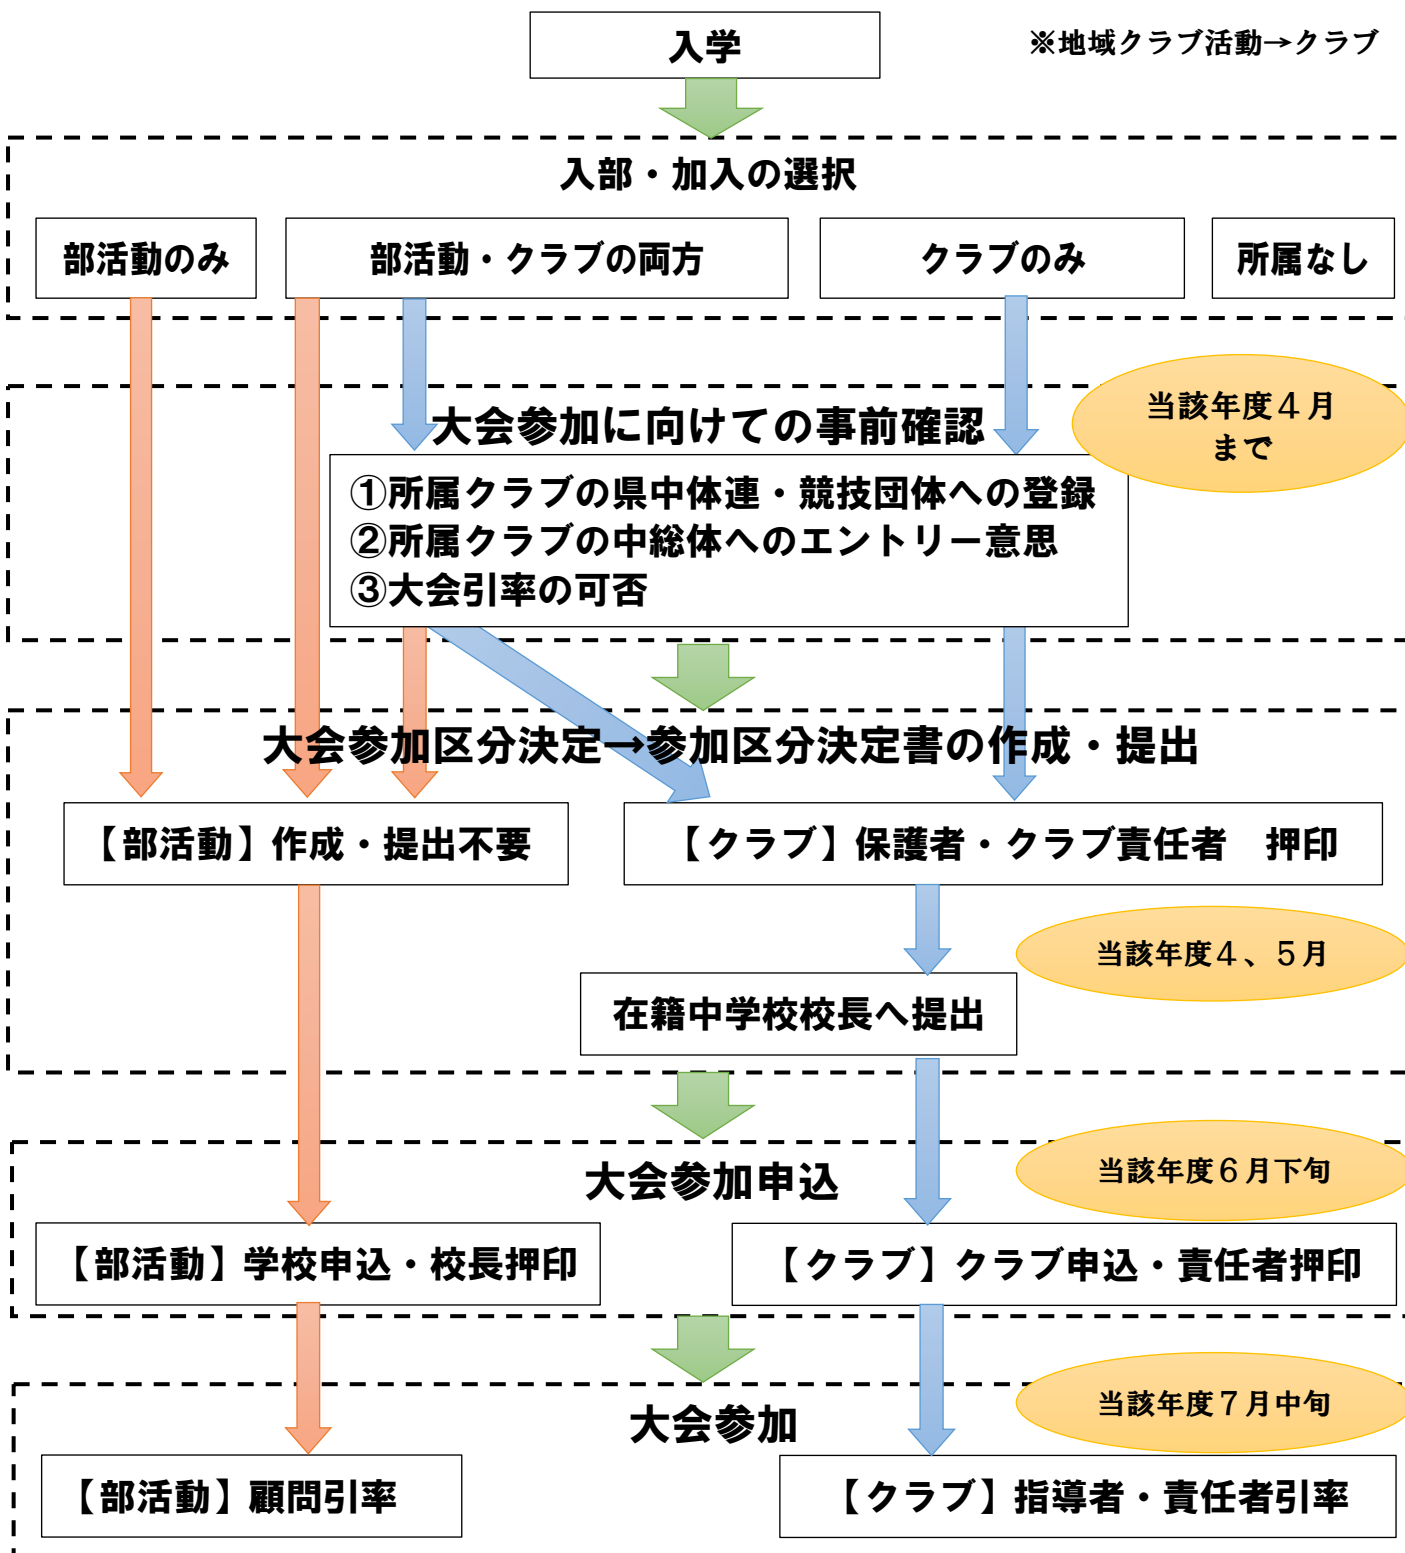 入学
※地域クラブ活動→クラブ
入部・加入の選択
部活動のみ
部活動・クラブの両方
クラブのみ
所属なし
当該年度４月
まで
大会参加に向けての事前確認
①所属クラブの県中体連・競技団体への登録
②所属クラブの中総体へのエントリー意思
③大会引率の可否
大会参加区分決定→参加区分決定書の作成・提出
【部活動】作成・提出不要
【クラブ】保護者・クラブ責任者　押印
当該年度４、５月
在籍中学校校長へ提出
大会参加申込
当該年度６月下旬
【部活動】学校申込・校長押印
【クラブ】クラブ申込・責任者押印
大会参加
当該年度７月中旬
【部活動】顧問引率
【クラブ】指導者・責任者引率